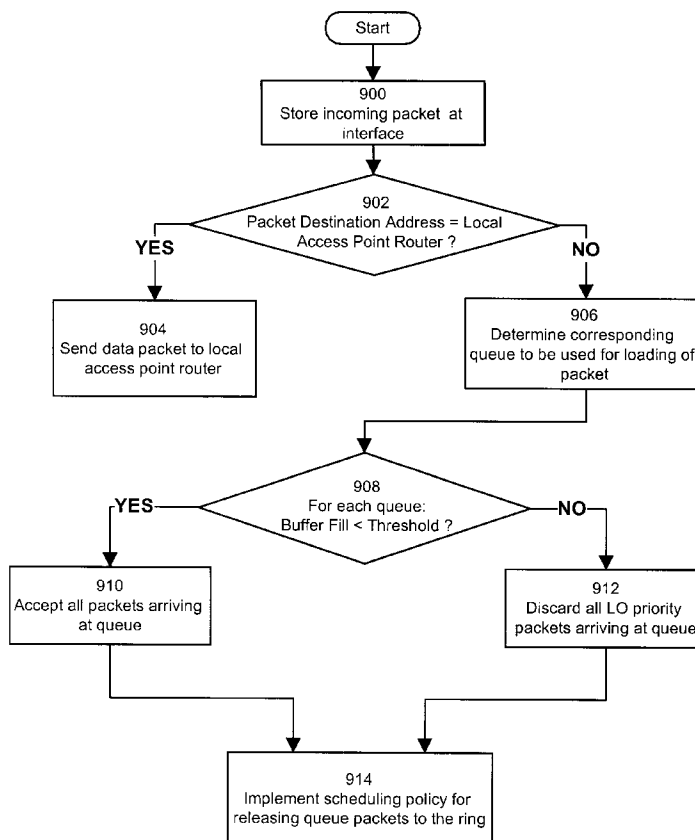 Start
900
Store incoming packet at
interface
902
Packet Destination Address = Local
Access Point Router ?
YES
NO
904
Send data packet to local
access point router
906
Determine corresponding
queue to be used for loading of
packet
908
For each queue:
Buffer Fill < Threshold ?
YES
NO
910
Accept all packets arriving
at queue
912
Discard all LO priority
packets arriving at queue
914
Implement scheduling policy for
releasing queue packets to the ring